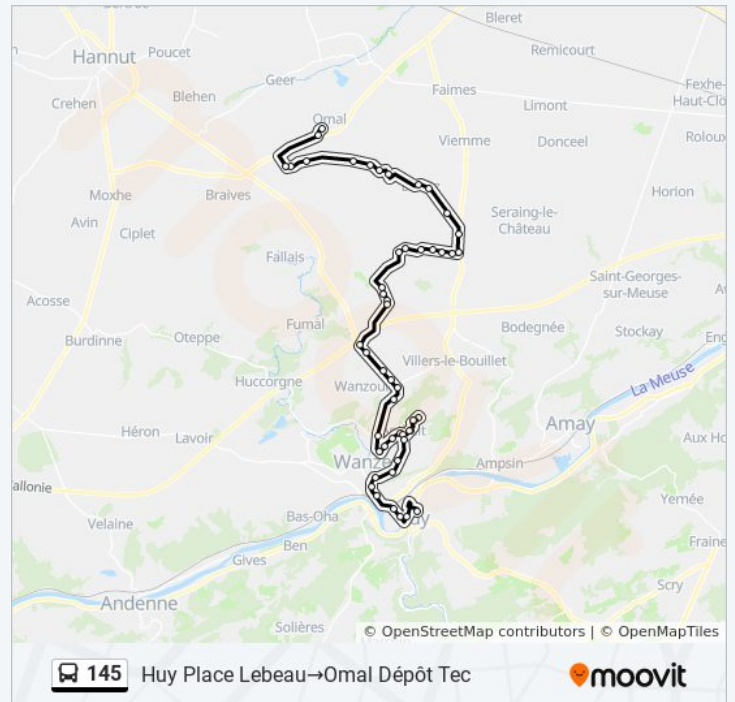 Bleret
Hannut
Poucet
Remicourt
Geer
Faimes
Crehen
Blehen
Limont
Fexhe-
Haut-Clo
Omal
Viemme
Donceel
Roloux
Moxhe
Braives
Horion
Avin
Ciplet
Seraing-le-
Château
Fallais
Saint-Georges-
sur-Meuse
Acosse
Fumal
Bodegnée
Stockay
Burdinne
Oteppe
Villers-le-Bouillet
Huccorgne
Wanzoul
La Meuse
Amay
Héron
Lavoir
Ampsin
allonie
Velaine
Bas-Oha
Yernée
Ben
Gives
Fraine
Andenne
Scry
Solières
© OpenStreetMap contributors | © OpenMapTiles
145 Huy Place Lebeau→Omal Dépôt Tec
moovit